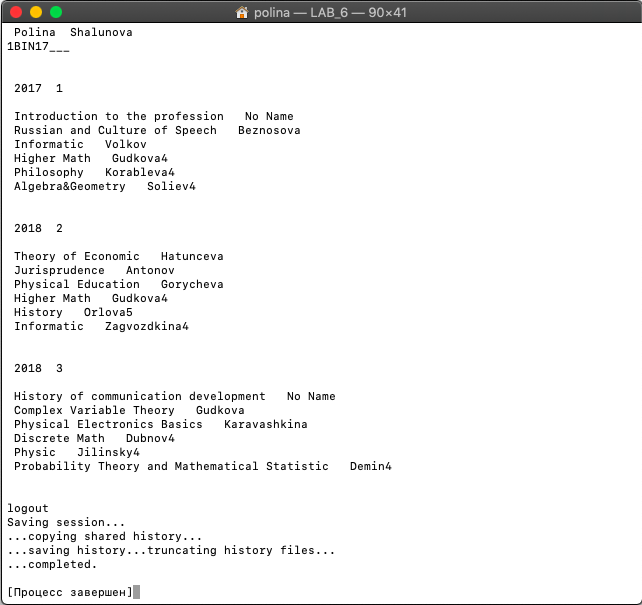 polina — LAB_6 — 90×41
Polina Shalunova
1BIN17___
2017 1
Introduction to the profession No Name
Russian and Culture of Speech Beznosova
Informatic Volkov
Higher Math Gudkova4
Philosophy Korableva4
Algebra&Geometry Soliev4
2018 2
Theory of Economic Hatunceva
Jurisprudence Antonov
Physical Education Gorycheva
Higher Math Gudkova4
History Orlova5
Informatic Zagvozdkina4
2018 3
History of communication development No Name
Complex Variable Theory Gudkova
Physical Electronics Basics Karavashkina
Discrete Math Dubnov4
Physic Jilinsky4
Probability Theory and Mathematical Statistic Demin4
logout
Saving session...
...copying shared history...
...saving history...truncating history files...
...completed.
[Процесс завершен]